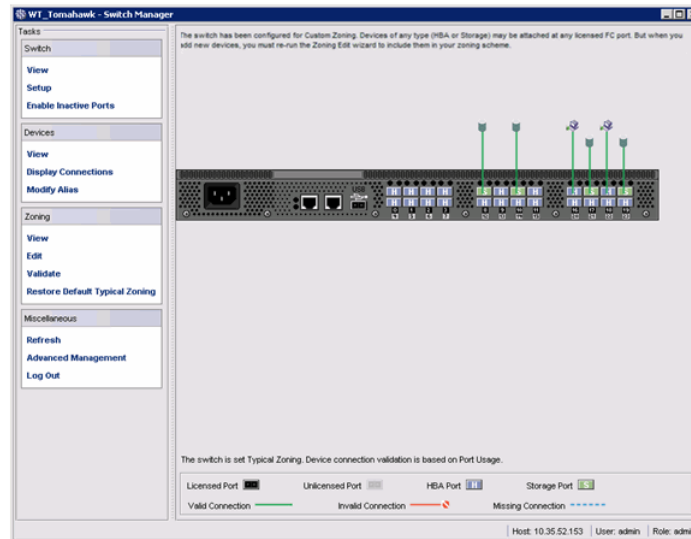 WT_Tomahawk - Switch Manager
Tasks
Switch
View
Setup
Enable Inactive Ports
Devices
View
Display Connections
Modify Alias
Zoning
View
Edit
Validate
Restore Default Typical Zoning
Miscellaneous
Refresh
Advanced Management
Log Out
The switch has been configured for Custom Zoning. Devices of any type (HBA or Storage) may be attached at any licensed FC port. But when you
add new devices, you must re-run the Zoning Edit wizard to include them in your zoning scheme.
USB
The switch is set Typical Zoning. Device connection validation is based on Port Usage.
Licensed Port
Unlicensed Port
HBA Port H
Storage Port S
Valid Connection
Invalid Connection
Missing Connection
Host: 10.35.52.153 User: admin Role: admi